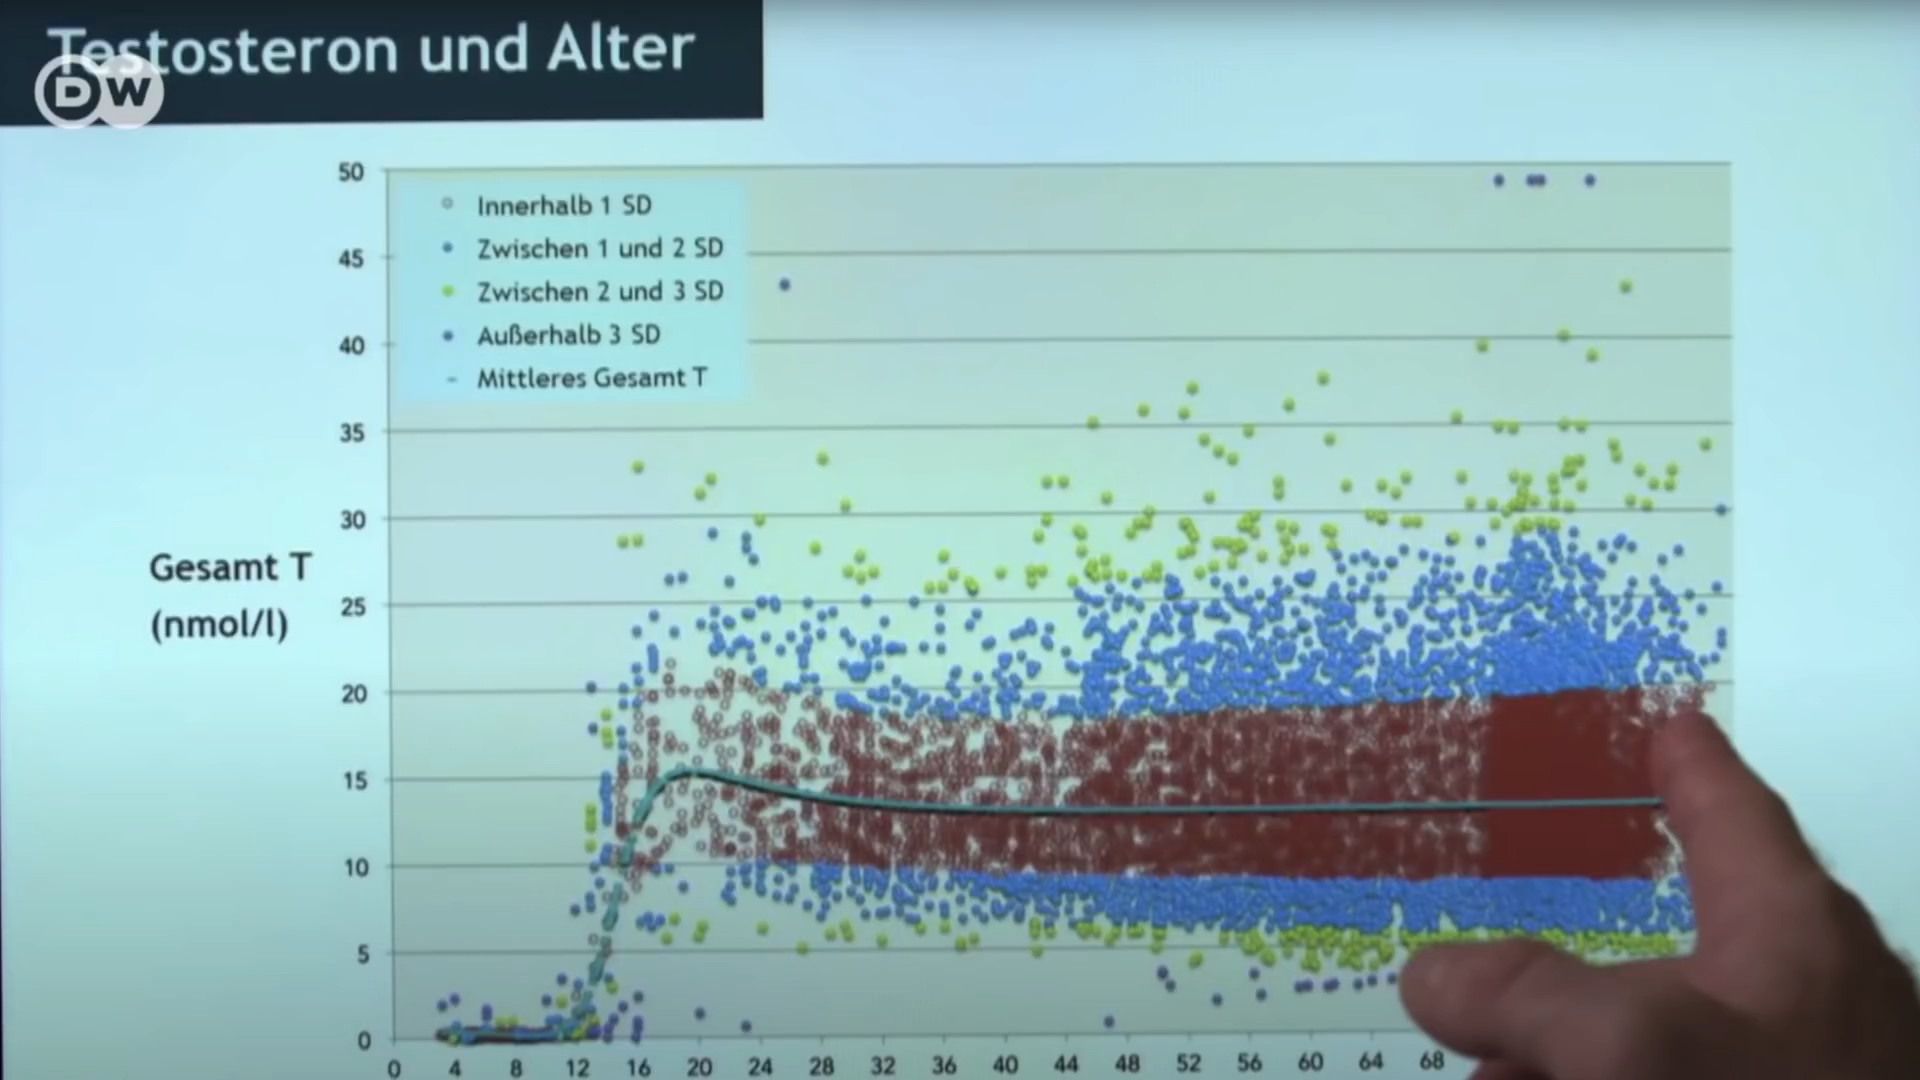 Testosteron und Alter
DW
50
Innerhalb 1 SD
45
Zwischen 1 und 2 SD
Zwischen 2 und 3 SD
40
Außerhalb 3 SD
Mittleres Gesamt T
35
30
Gesamt T
(nmol/l)
25
20
15
10
5
0
0 4 8 12 16 20 24 28 32 36 40 44 48 52 56 60 64 68